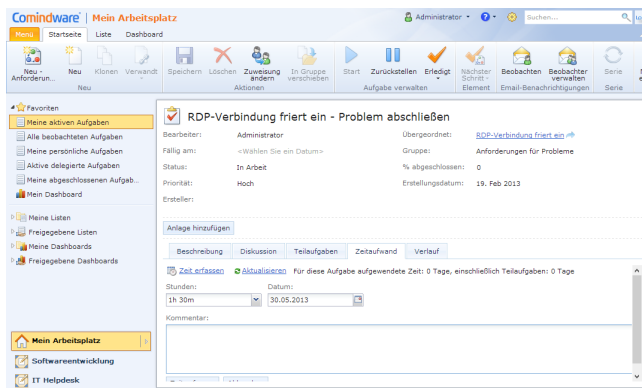 Comindware | Mein Arbeitsplatz
Administrator
Suchen...
Menü Startseite Liste Dashboard
Neu - Anforderun... Neu Klonen Verwandt Speichern Löschen Zuweisung ändern In Gruppe verschieben Start Zurückstellen Erledigt Nächster Schritt - Beobachten Beobachter verwalten Serie
Neu Aktionen Aufgabe verwalten Element Email-Benachrichtigungen Serie
Favoriten
Meine aktiven Aufgaben
Alle beobachteten Aufgaben
Meine persönliche Aufgaben
Aktive delegierte Aufgaben
Meine abgeschlossenen Aufgab...
Mein Dashboard
Meine Listen
Freigegebene Listen
Meine Dashboards
Freigegebene Dashboards
Mein Arbeitsplatz
Softwareentwicklung
IT Helpdesk
RDP-Verbindung friert ein - Problem abschließen
Bearbeiter: Administrator Übergeordnet: RDP-Verbindung friert ein
Fällig am: <Wählen Sie ein Datum> Gruppe: Anforderungen für Probleme
Status: In Arbeit % abgeschlossen: 0
Priorität: Hoch Erstellungsdatum: 19. Feb 2013
Ersteller:
Anlage hinzufügen
Beschreibung Diskussion Teilaufgaben Zeitaufwand Verlauf
Zeit erfassen Aktualisieren Für diese Aufgabe aufgewendete Zeit: 0 Tage, einschließlich Teilaufgaben: 0 Tage
Stunden: Datum:
1h 30m 30.05.2013
Kommentar: